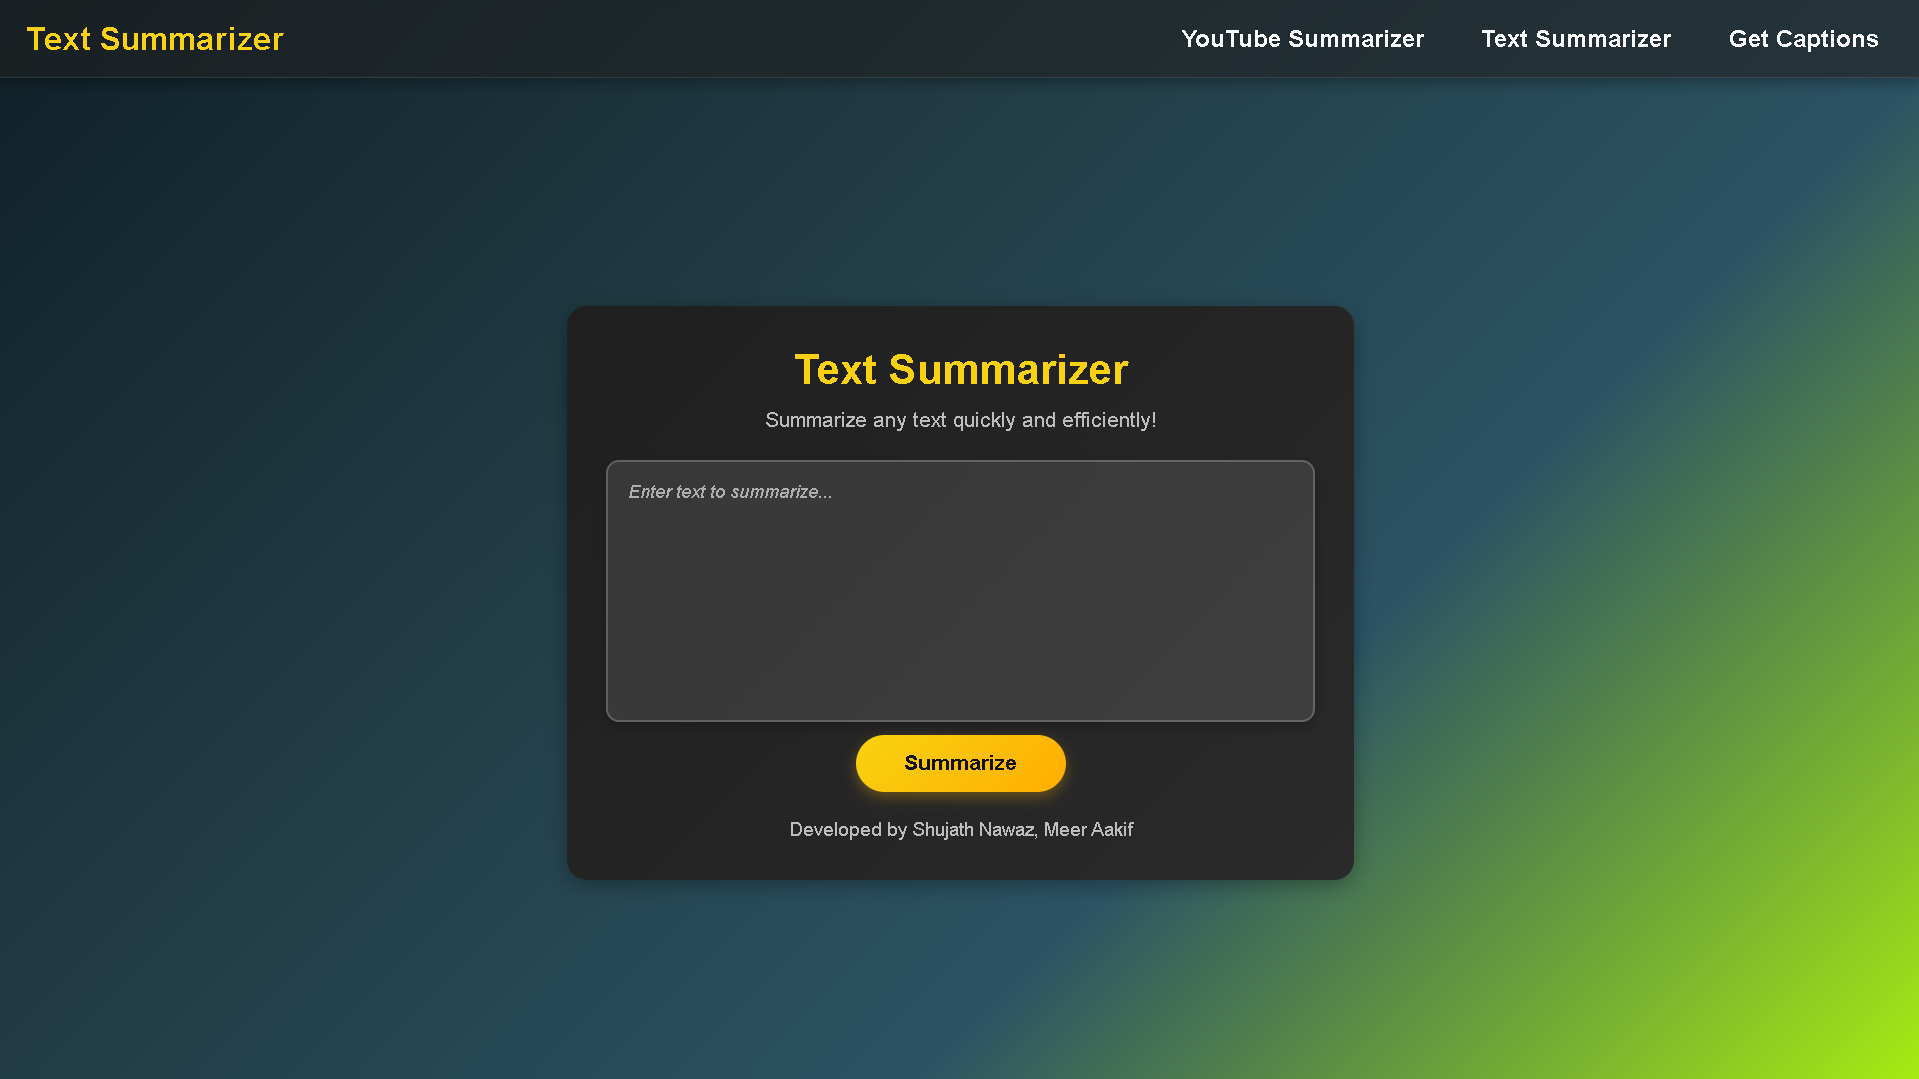 Text Summarizer
YouTube Summarizer
Text Summarizer
Get Captions
Text Summarizer
Summarize any text quickly and efficiently!
Enter text to summarize...
Summarize
Developed by Shujath Nawaz, Meer Aakif